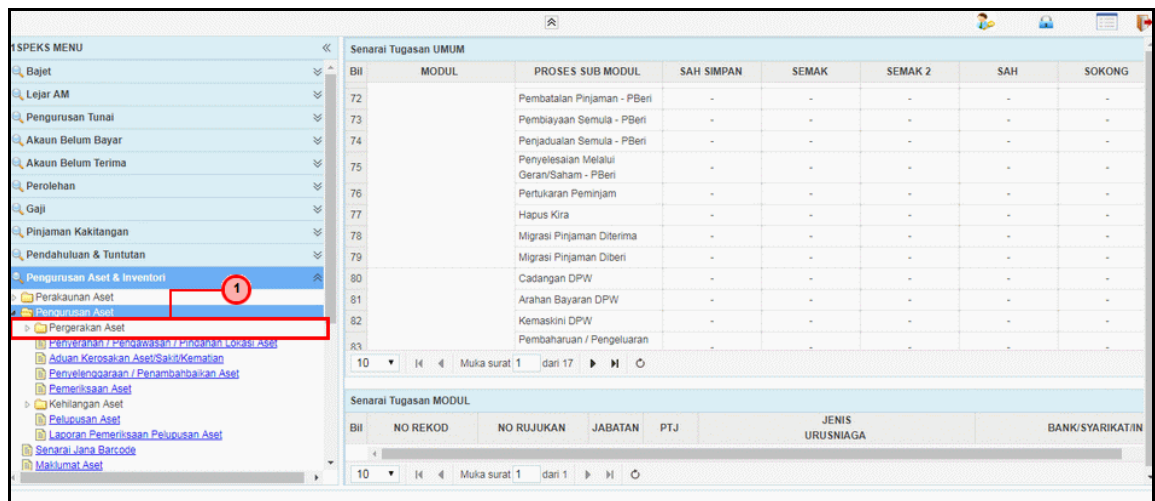 1SPEKS MENU
Bajet
Lejar AM
Pengurusan Tunai
Akaun Belum Bayar
Akaun Belum Terima
Perolehan
Gaji
Pinjaman Kakitangan
Pendahuluan & Tuntutan
Pengurusan Aset & Inventori
Perakaunan Aset
Pengurusan Aset
1
Pergerakan Aset
Penyerahan / Pengawasan / Pindahan Lokasi Aset
Aduan Kerosakan Aset/Sakit/Kematian
Penyelenggaraan / Penambahbaikan Aset
Pemeriksaan Aset
Kehilangan Aset
Pelupusan Aset
Laporan Pemeriksaan Pelupusan Aset
Senarai Jana Barcode
Maklumat Aset
Senarai Tugasan UMUM
Bil MODUL PROSES SUB MODUL SAH SIMPAN SEMAK SEMAK 2 SAH SOKONG
72 Pembatalan Pinjaman - PBeri - - - - -
73 Pembiayaan Semula - PBeri - - - - -
74 Penjadualan Semula - PBeri - - - - -
75 Penyelesaian Melalui
Geran/Saham - PBeri - - - - -
76 Pertukaran Peminjam - - - - -
77 Hapus Kira - - - - -
78 Migrasi Pinjaman Diterima - - - - -
79 Migrasi Pinjaman Diberi - - - - -
80 Cadangan DPW - - - - -
81 Arahan Bayaran DPW - - - - -
82 Kemaskini DPW - - - - -
83 Pembaharuan / Pengeluaran - - - - -
10 Muka surat 1 dari 17
Senarai Tugasan MODUL
Bil NO REKOD NO RUJUKAN JABATAN PTJ JENIS
URUSNIAGA BANK/SYARIKAT/IN
10 Muka surat 1 dari 1